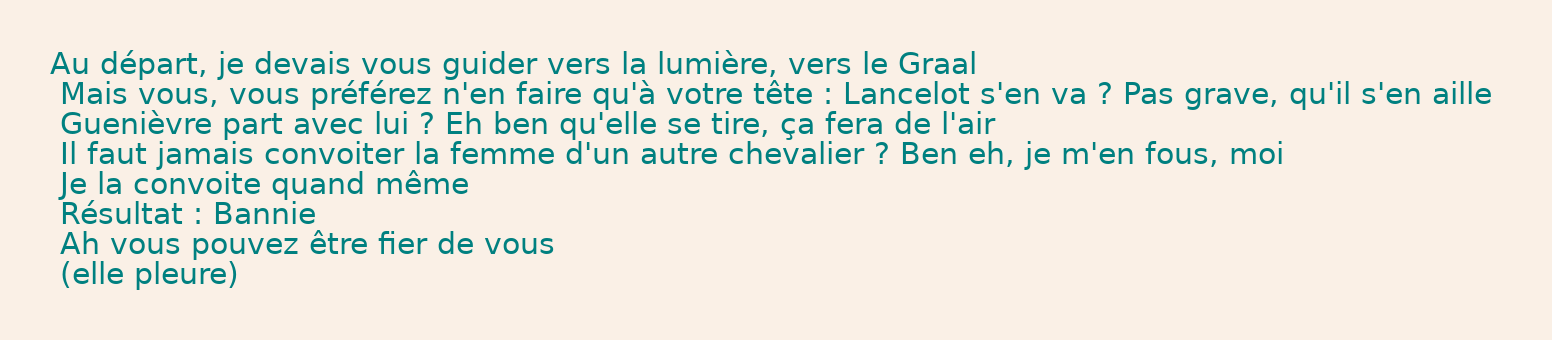 Au départ, je devais vous guider vers la lumière, vers le Graal
Mais vous, vous préférez n'en faire qu'à votre tête : Lancelot s'en va ? Pas grave, qu'il s'en aille
Guenièvre part avec lui ? Eh ben qu'elle se tire, ça fera de l'air
Il faut jamais convoiter la femme d'un autre chevalier ? Ben eh, je m'en fous, moi
Je la convoite quand même
Résultat : Bannie
Ah vous pouvez être fier de vous
(elle pleure)